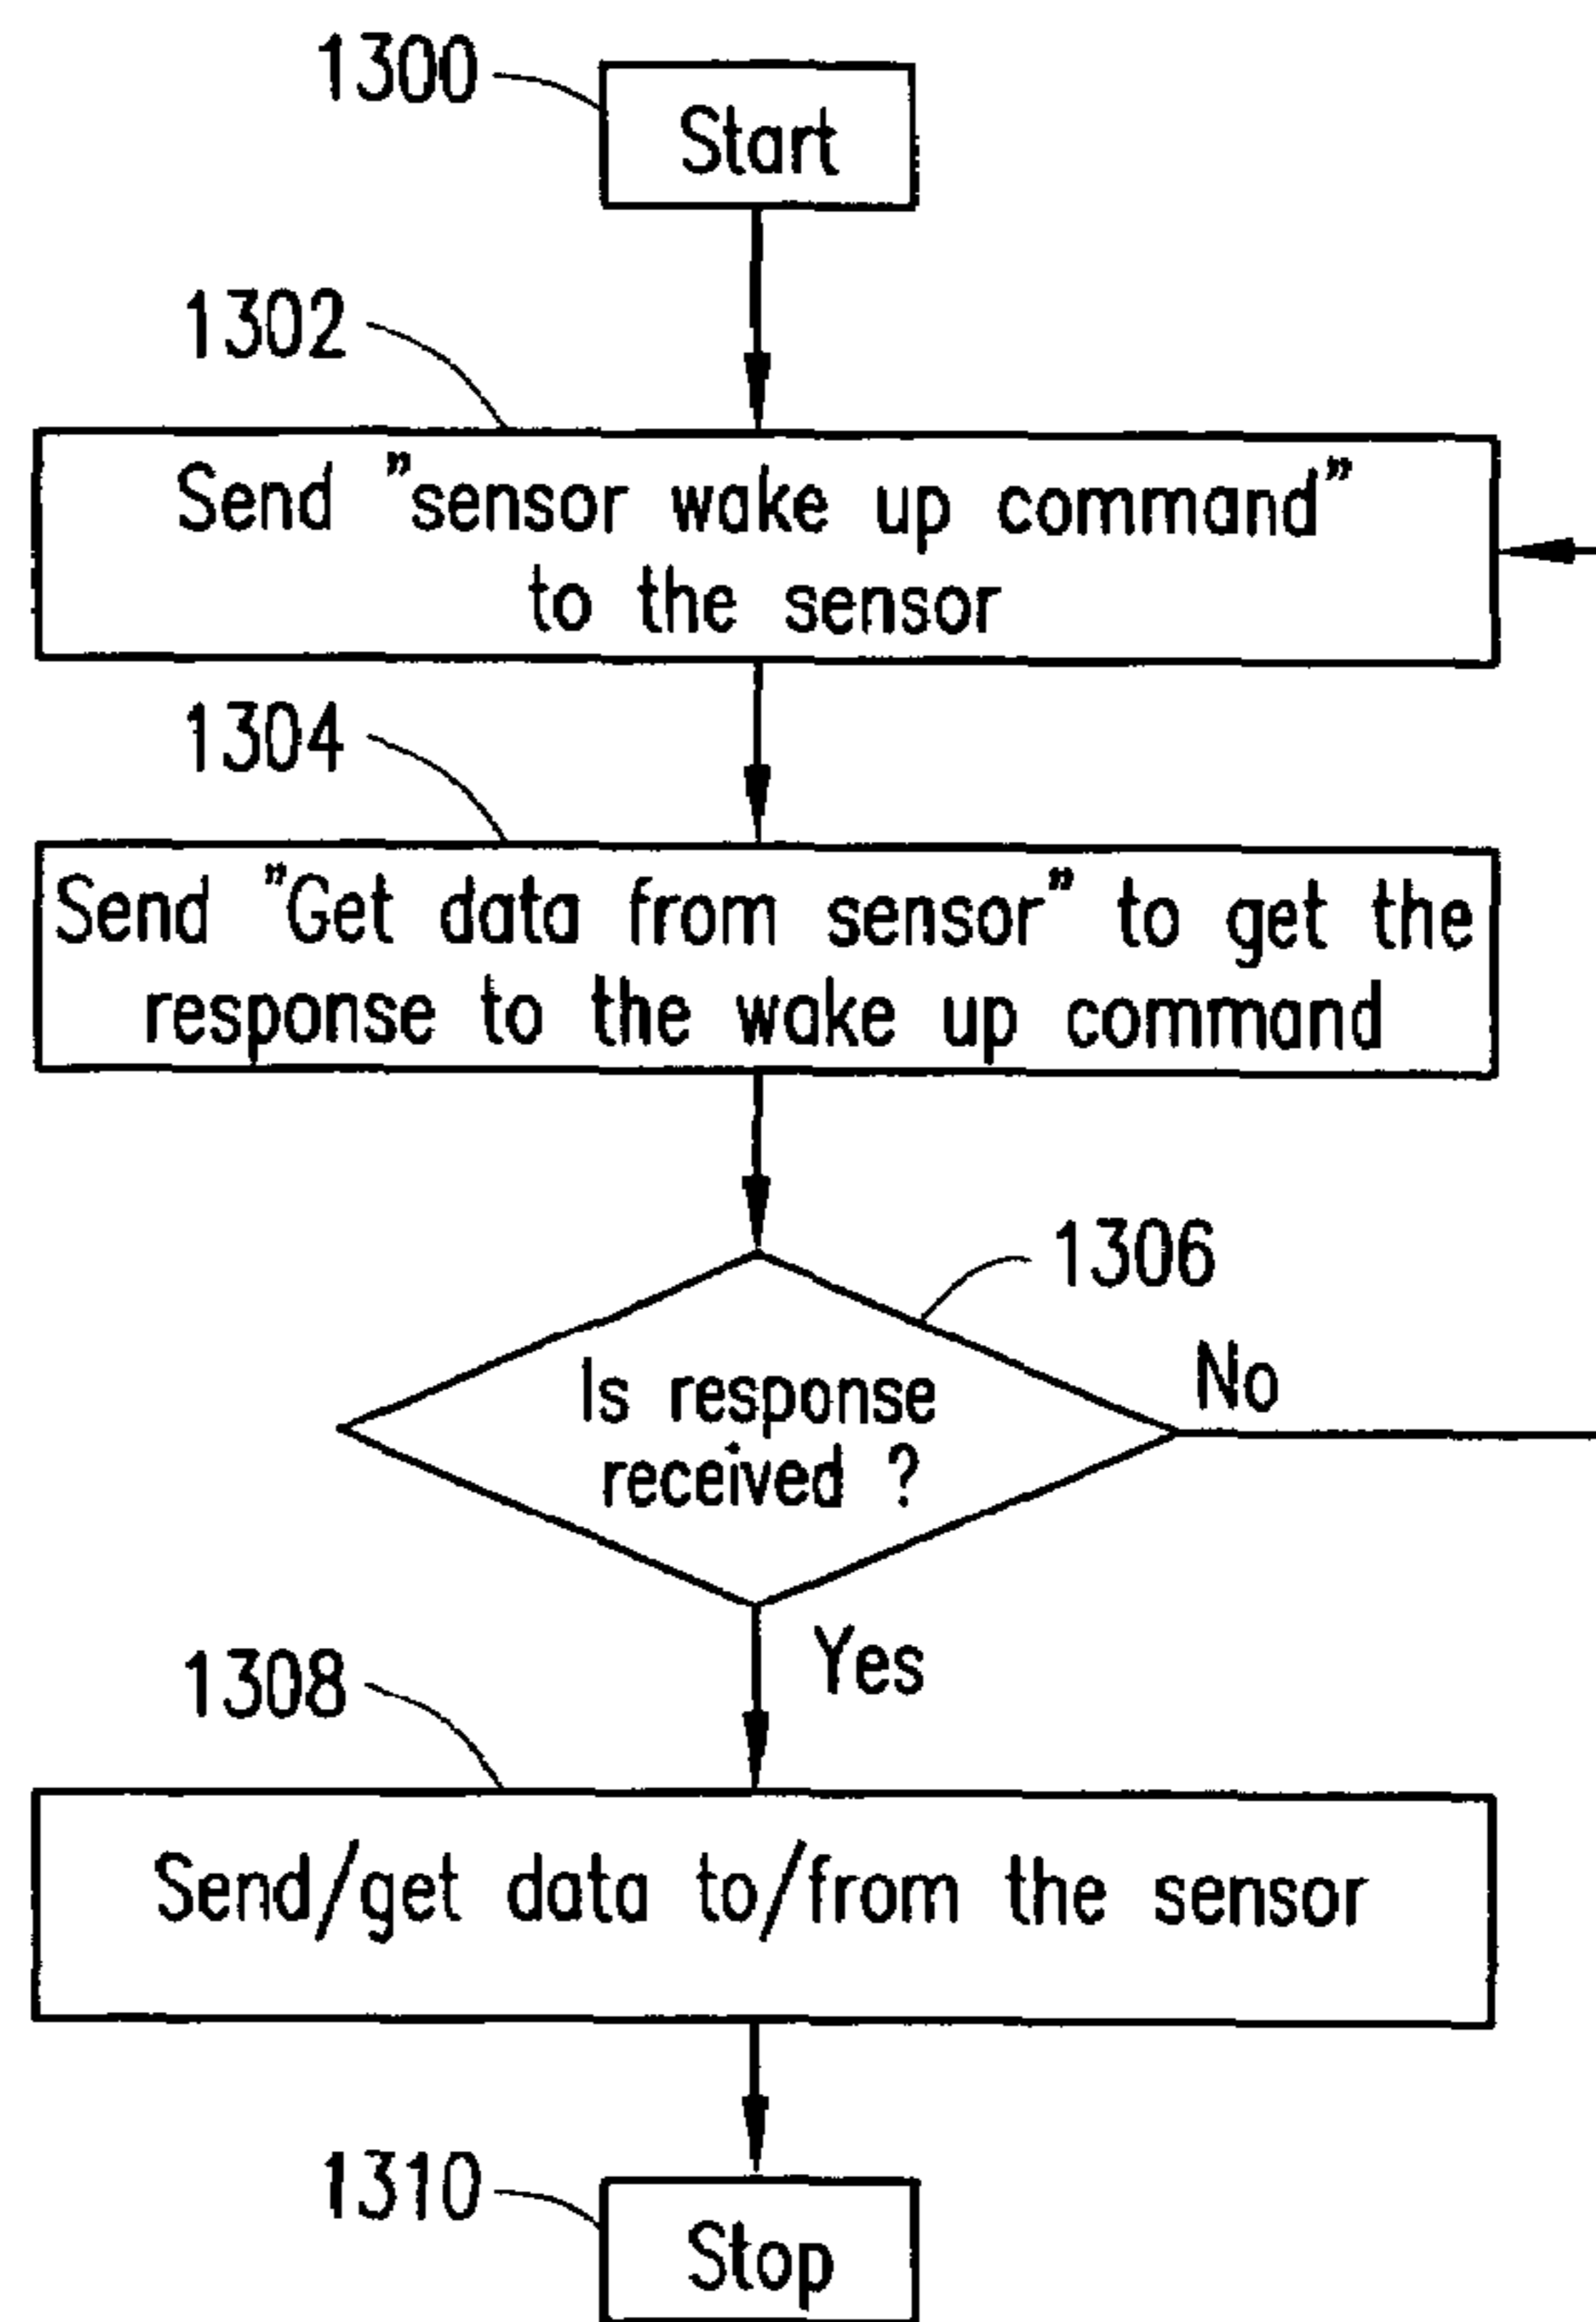 1300
Start
1302
Send "sensor wake up command"
to the sensor
1304
Send "Get data from sensor" to get the
response to the wake up command
1306
Is response
received ?
No
Yes
1308
Send/get data to/from the sensor
1310
Stop